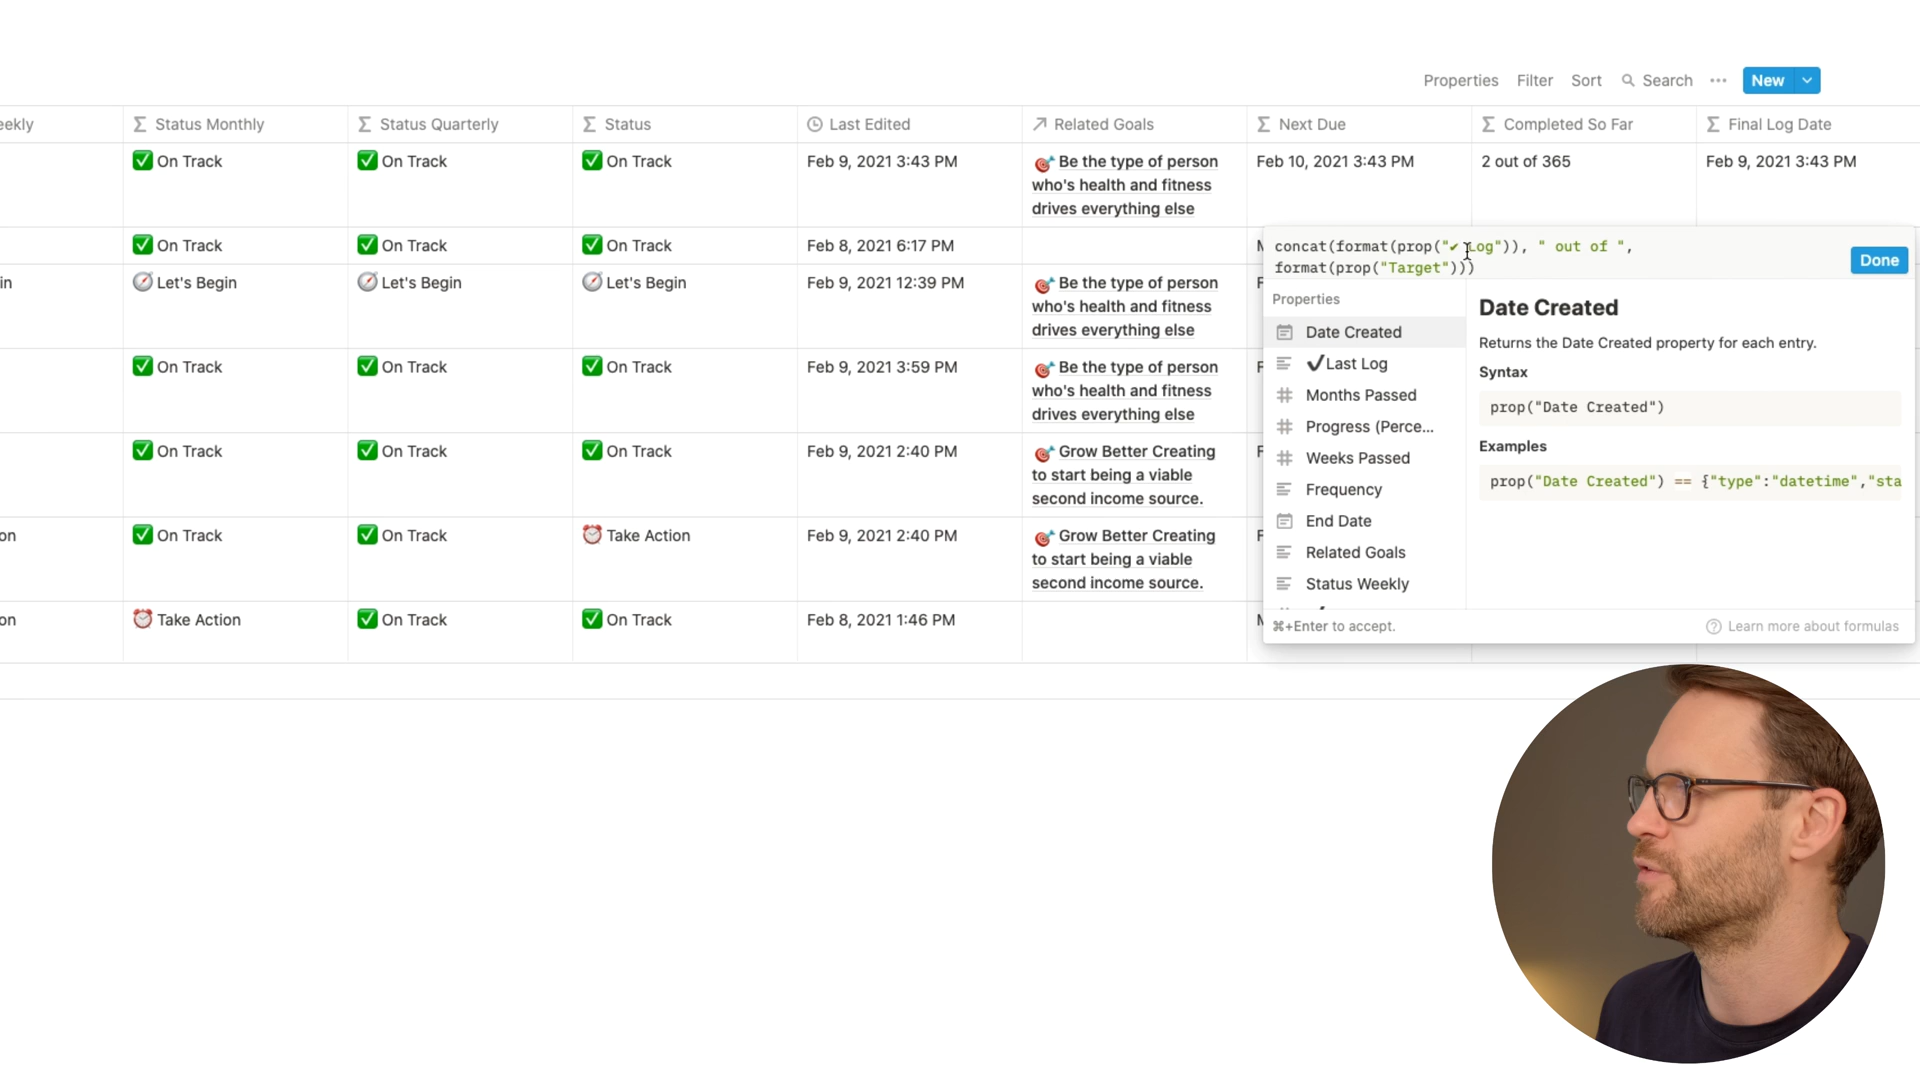 Properties Filter Sort Search ••• New
eekly Status Monthly Status Quarterly Status Last Edited Related Goals Next Due Completed So Far Final Log Date
✅ On Track ✅ On Track ✅ On Track Feb 9, 2021 3:43 PM 🎯 Be the type of person Feb 10, 2021 3:43 PM 2 out of 365 Feb 9, 2021 3:43 PM
who's health and fitness
drives everything else
✅ On Track ✅ On Track ✅ On Track Feb 8, 2021 6:17 PM
concat(format(prop("✔ Log")), " out of ",
format(prop("Target")))
Done
in Let's Begin Let's Begin Let's Begin Feb 9, 2021 12:39 PM 🎯 Be the type of person
who's health and fitness
drives everything else
✅ On Track ✅ On Track ✅ On Track Feb 9, 2021 3:59 PM 🎯 Be the type of person
who's health and fitness
drives everything else
✅ On Track ✅ On Track ✅ On Track Feb 9, 2021 2:40 PM 🎯 Grow Better Creating
to start being a viable
second income source.
on ✅ On Track ✅ On Track ⏰ Take Action Feb 9, 2021 2:40 PM 🎯 Grow Better Creating
to start being a viable
second income source.
on ⏰ Take Action ✅ On Track ✅ On Track Feb 8, 2021 1:46 PM
Properties
Date Created
✔Last Log
Months Passed
Progress (Perce...
Weeks Passed
Frequency
End Date
Related Goals
Status Weekly
Date Created
Returns the Date Created property for each entry.
Syntax
prop("Date Created")
Examples
prop("Date Created") == {"type":"datetime","sta
⌘+Enter to accept.
Learn more about formulas